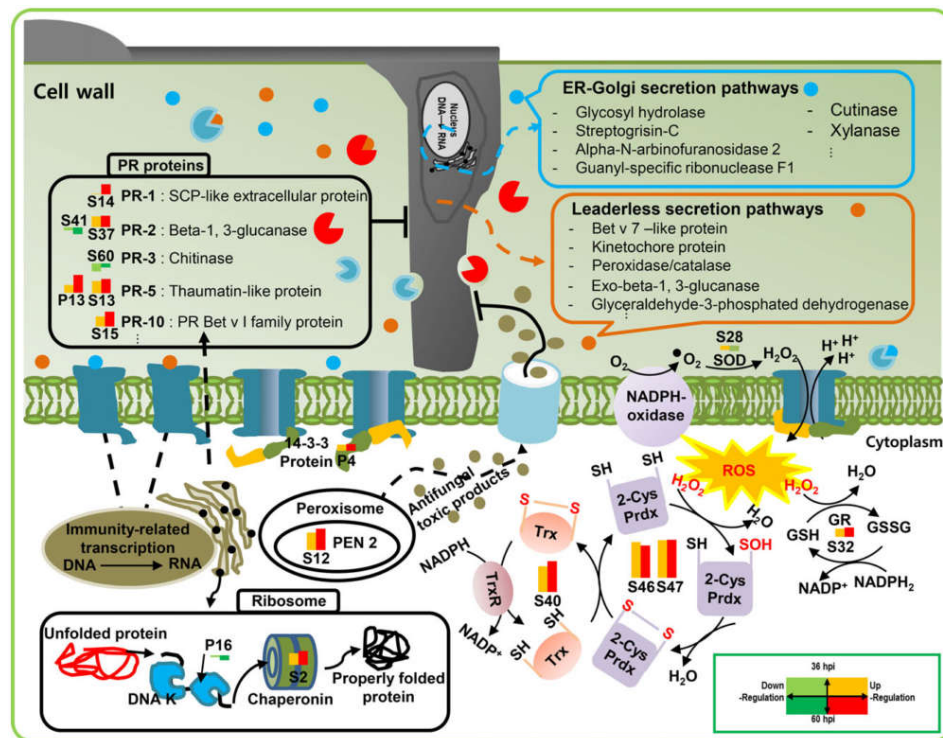 Cell wall
Nucleus
DNA → RNA
ER-Golgi secretion pathways
- Glycosyl hydrolase
- Streptogrisin-C
- Alpha-N-arbinofuranosidase 2
- Guanyl-specific ribonuclease F1
- Cutinase
- Xylanase
⋮
PR proteins
S14 PR-1 : SCP-like extracellular protein
S41 S37 PR-2 : Beta-1, 3-glucanase
S60 PR-3 : Chitinase
P13 S13 PR-5 : Thaumatin-like protein
S15 PR-10 : PR Bet v I family protein
⋮
Leaderless secretion pathways
- Bet v 7 –like protein
- Kinetochore protein
- Peroxidase/catalase
- Exo-beta-1, 3-glucanase
- Glyceraldehyde-3-phosphated dehydrogenase
⋮
O₂
O₂
S28
SOD
H₂O₂
H⁺
H⁺
H⁺
NADPH-
oxidase
Cytoplasm
14-3-3
Protein P4
Antifungal
toxic products
ROS
H₂O₂
H₂O₂
H₂O
H₂O
GSH
GR
S32
GSSG
NADP⁺
NADPH₂
Immunity-related
transcription
DNA → RNA
Peroxisome
PEN 2
S12
NADPH
TrxR
NADP⁺
S
S
Trx
S40
SH
SH
Trx
SH
SH
2-Cys
Prdx
S46 S47
SH
SOH
2-Cys
Prdx
S
S
2-Cys
Prdx
H₂O
Ribosome
Unfolded protein
P16
DNA K
S2
Chaperonin
Properly folded
protein
36 hpi
Down
-Regulation
Up
-Regulation
60 hpi